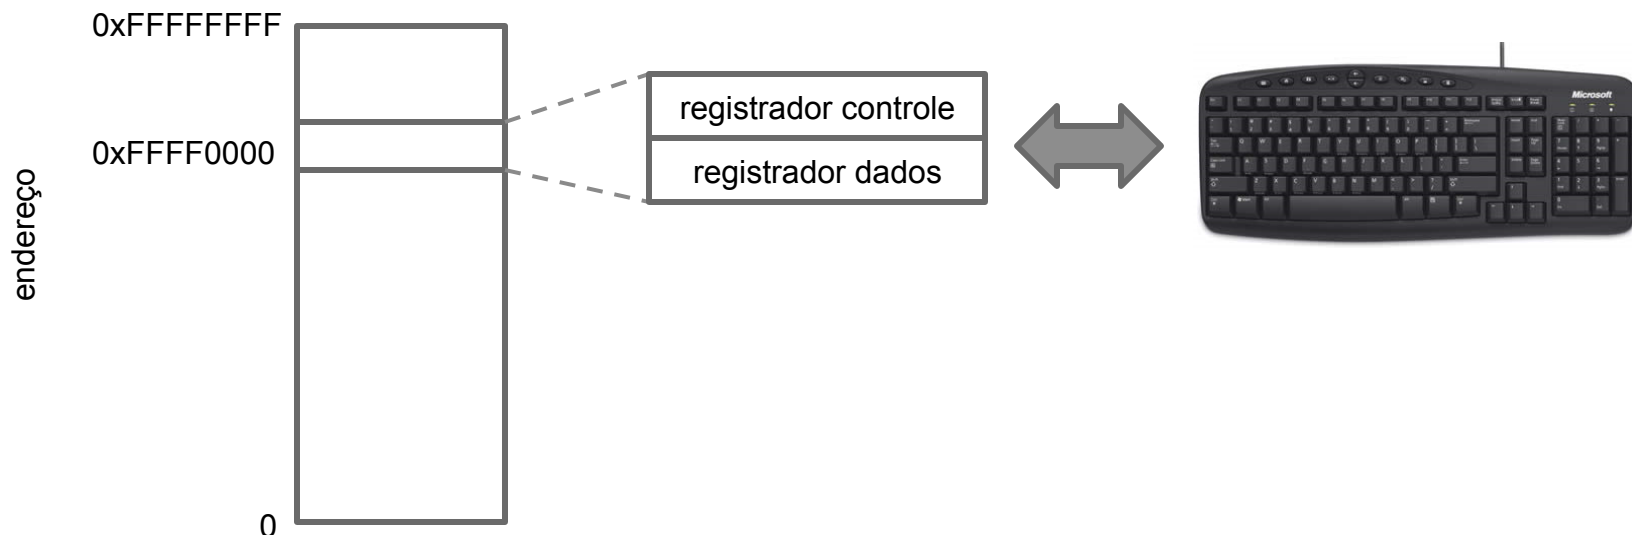 0xFFFFFFFF
registrador controle
0xFFFF0000
registrador dados
endereço
0
Microsoft